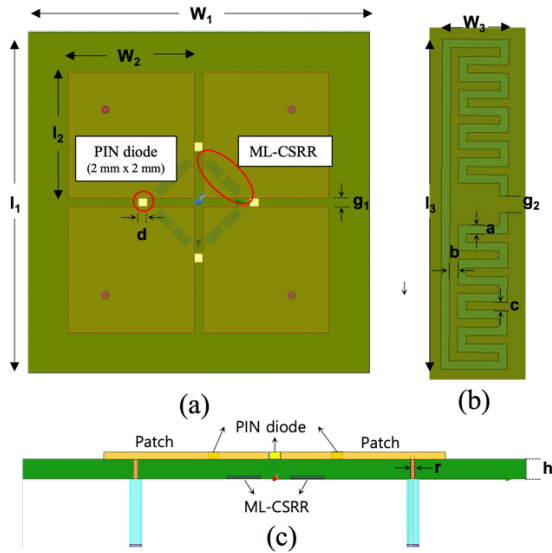 W1
W2
W3
l2
PIN diode
(2 mm x 2 mm)
ML-CSRR
l1
g1
d
l3
g2
a
b
c
(a)
(b)
PIN diode
Patch
Patch
r
h
ML-CSRR
(c)